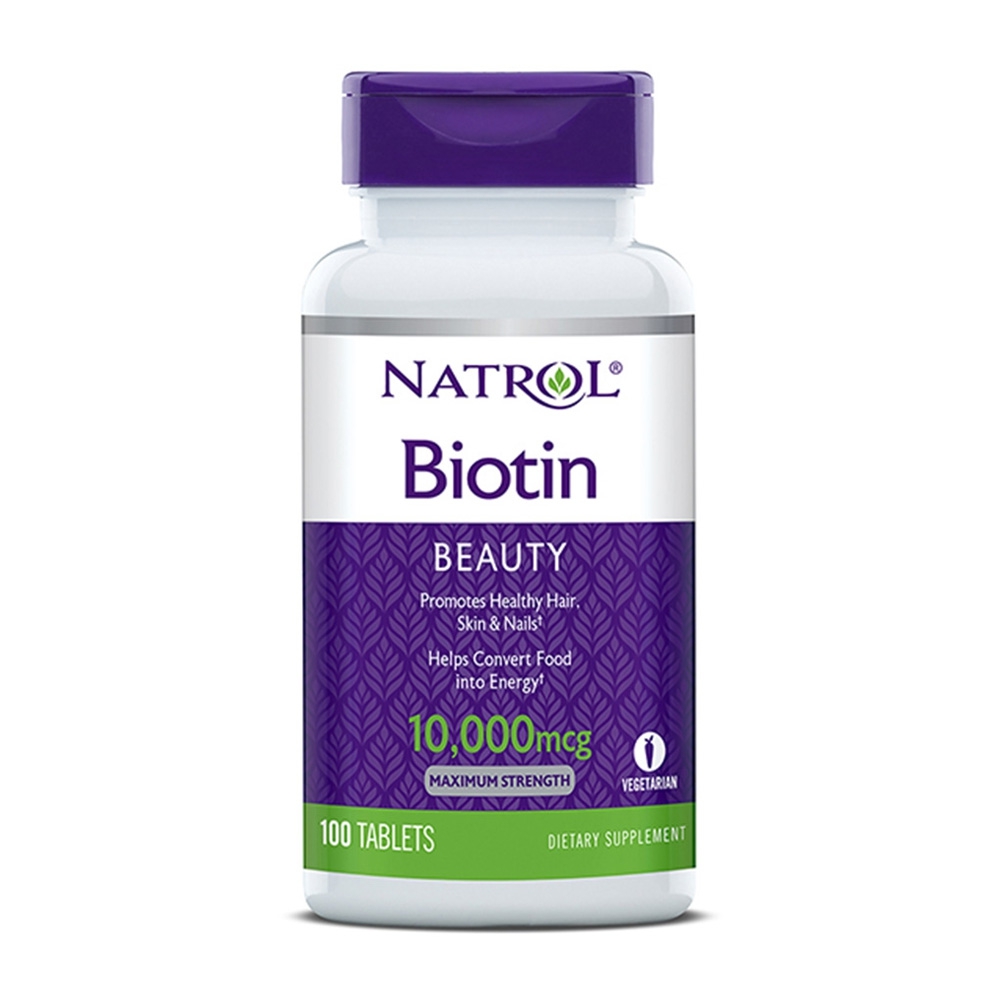 NATROL®
Biotin
BEAUTY
Promotes Healthy Hair,
Skin & Nails†
Helps Convert Food
into Energy†
10,000mcg
MAXIMUM STRENGTH
VEGETARIAN
100 TABLETS
DIETARY SUPPLEMENT